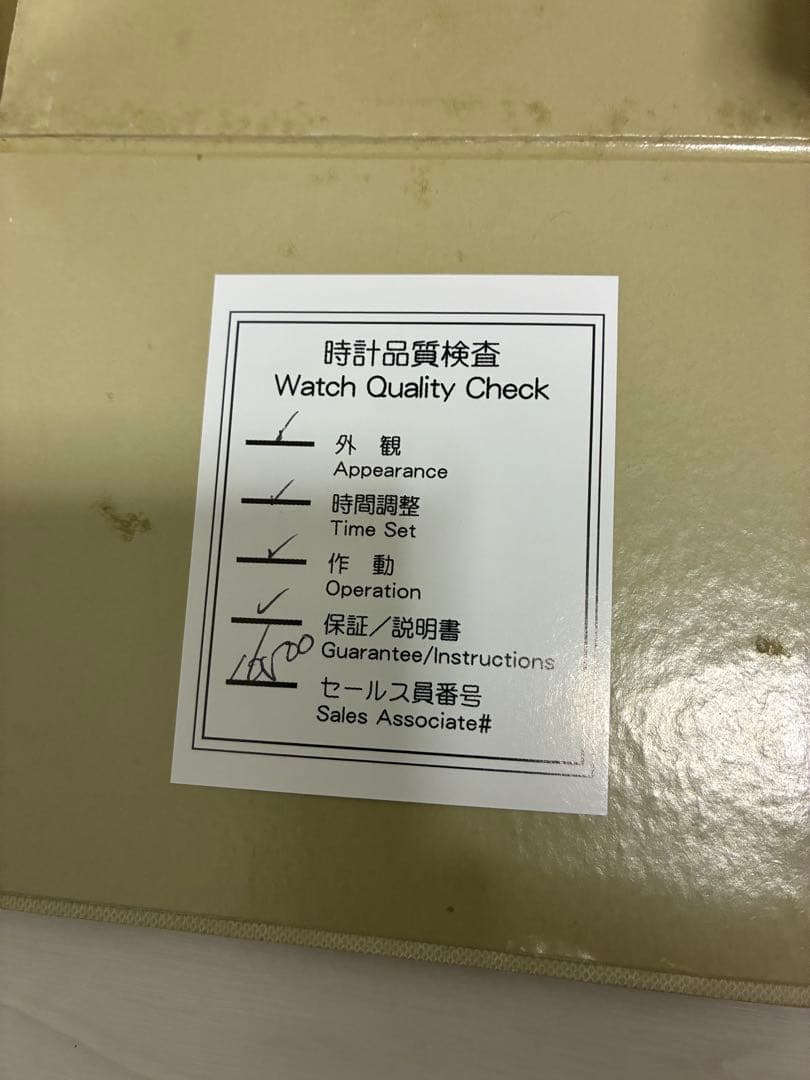 時計品質検査
Watch Quality Check
✓ 外 観
Appearance
✓ 時間調整
Time Set
✓ 作 動
Operation
✓ 保証／説明書
Guarantee/Instructions
セールス員番号
Sales Associate#